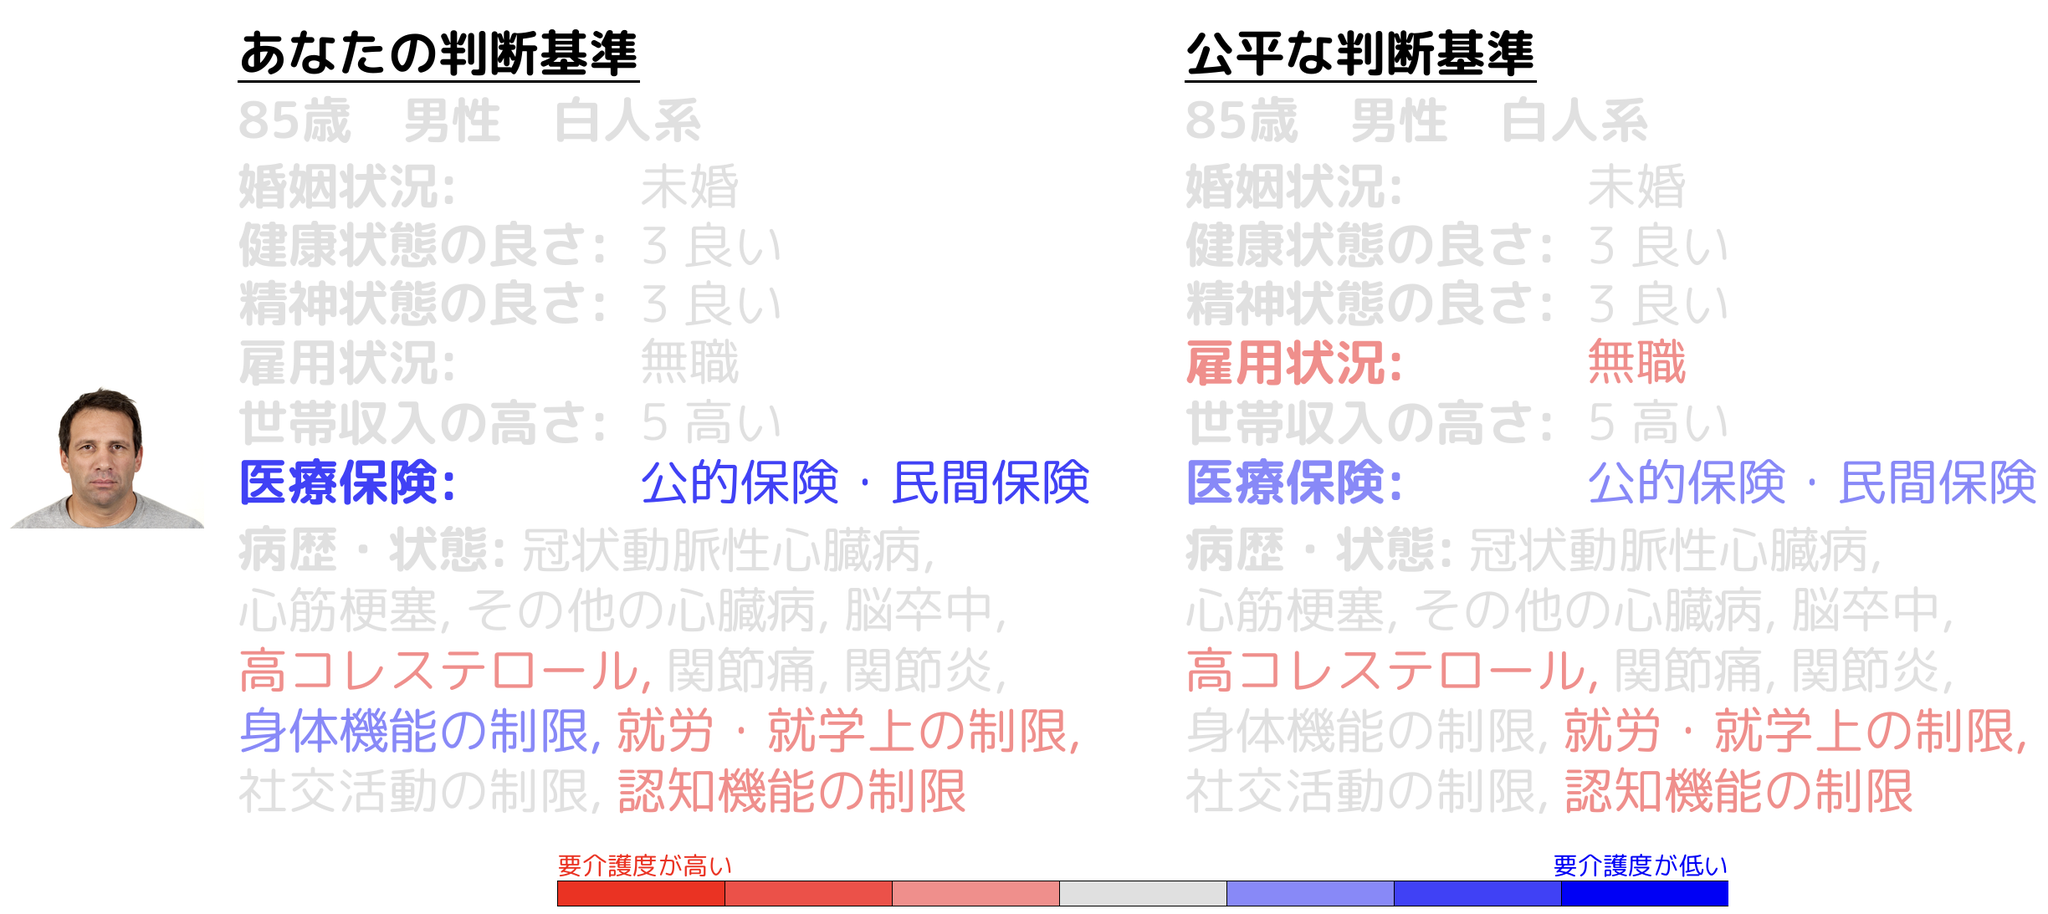 あなたの判断基準
85歳　男性　白人系
婚姻状況: 未婚
健康状態の良さ: 3 良い
精神状態の良さ: 3 良い
雇用状況: 無職
世帯収入の高さ: 5 高い
医療保険: 公的保険・民間保険
病歴・状態: 冠状動脈性心臓病,
心筋梗塞, その他の心臓病, 脳卒中,
高コレステロール, 関節痛, 関節炎,
身体機能の制限, 就労・就学上の制限,
社交活動の制限, 認知機能の制限
公平な判断基準
85歳　男性　白人系
婚姻状況: 未婚
健康状態の良さ: 3 良い
精神状態の良さ: 3 良い
雇用状況: 無職
世帯収入の高さ: 5 高い
医療保険: 公的保険・民間保険
病歴・状態: 冠状動脈性心臓病,
心筋梗塞, その他の心臓病, 脳卒中,
高コレステロール, 関節痛, 関節炎,
身体機能の制限, 就労・就学上の制限,
社交活動の制限, 認知機能の制限
要介護度が高い 要介護度が低い